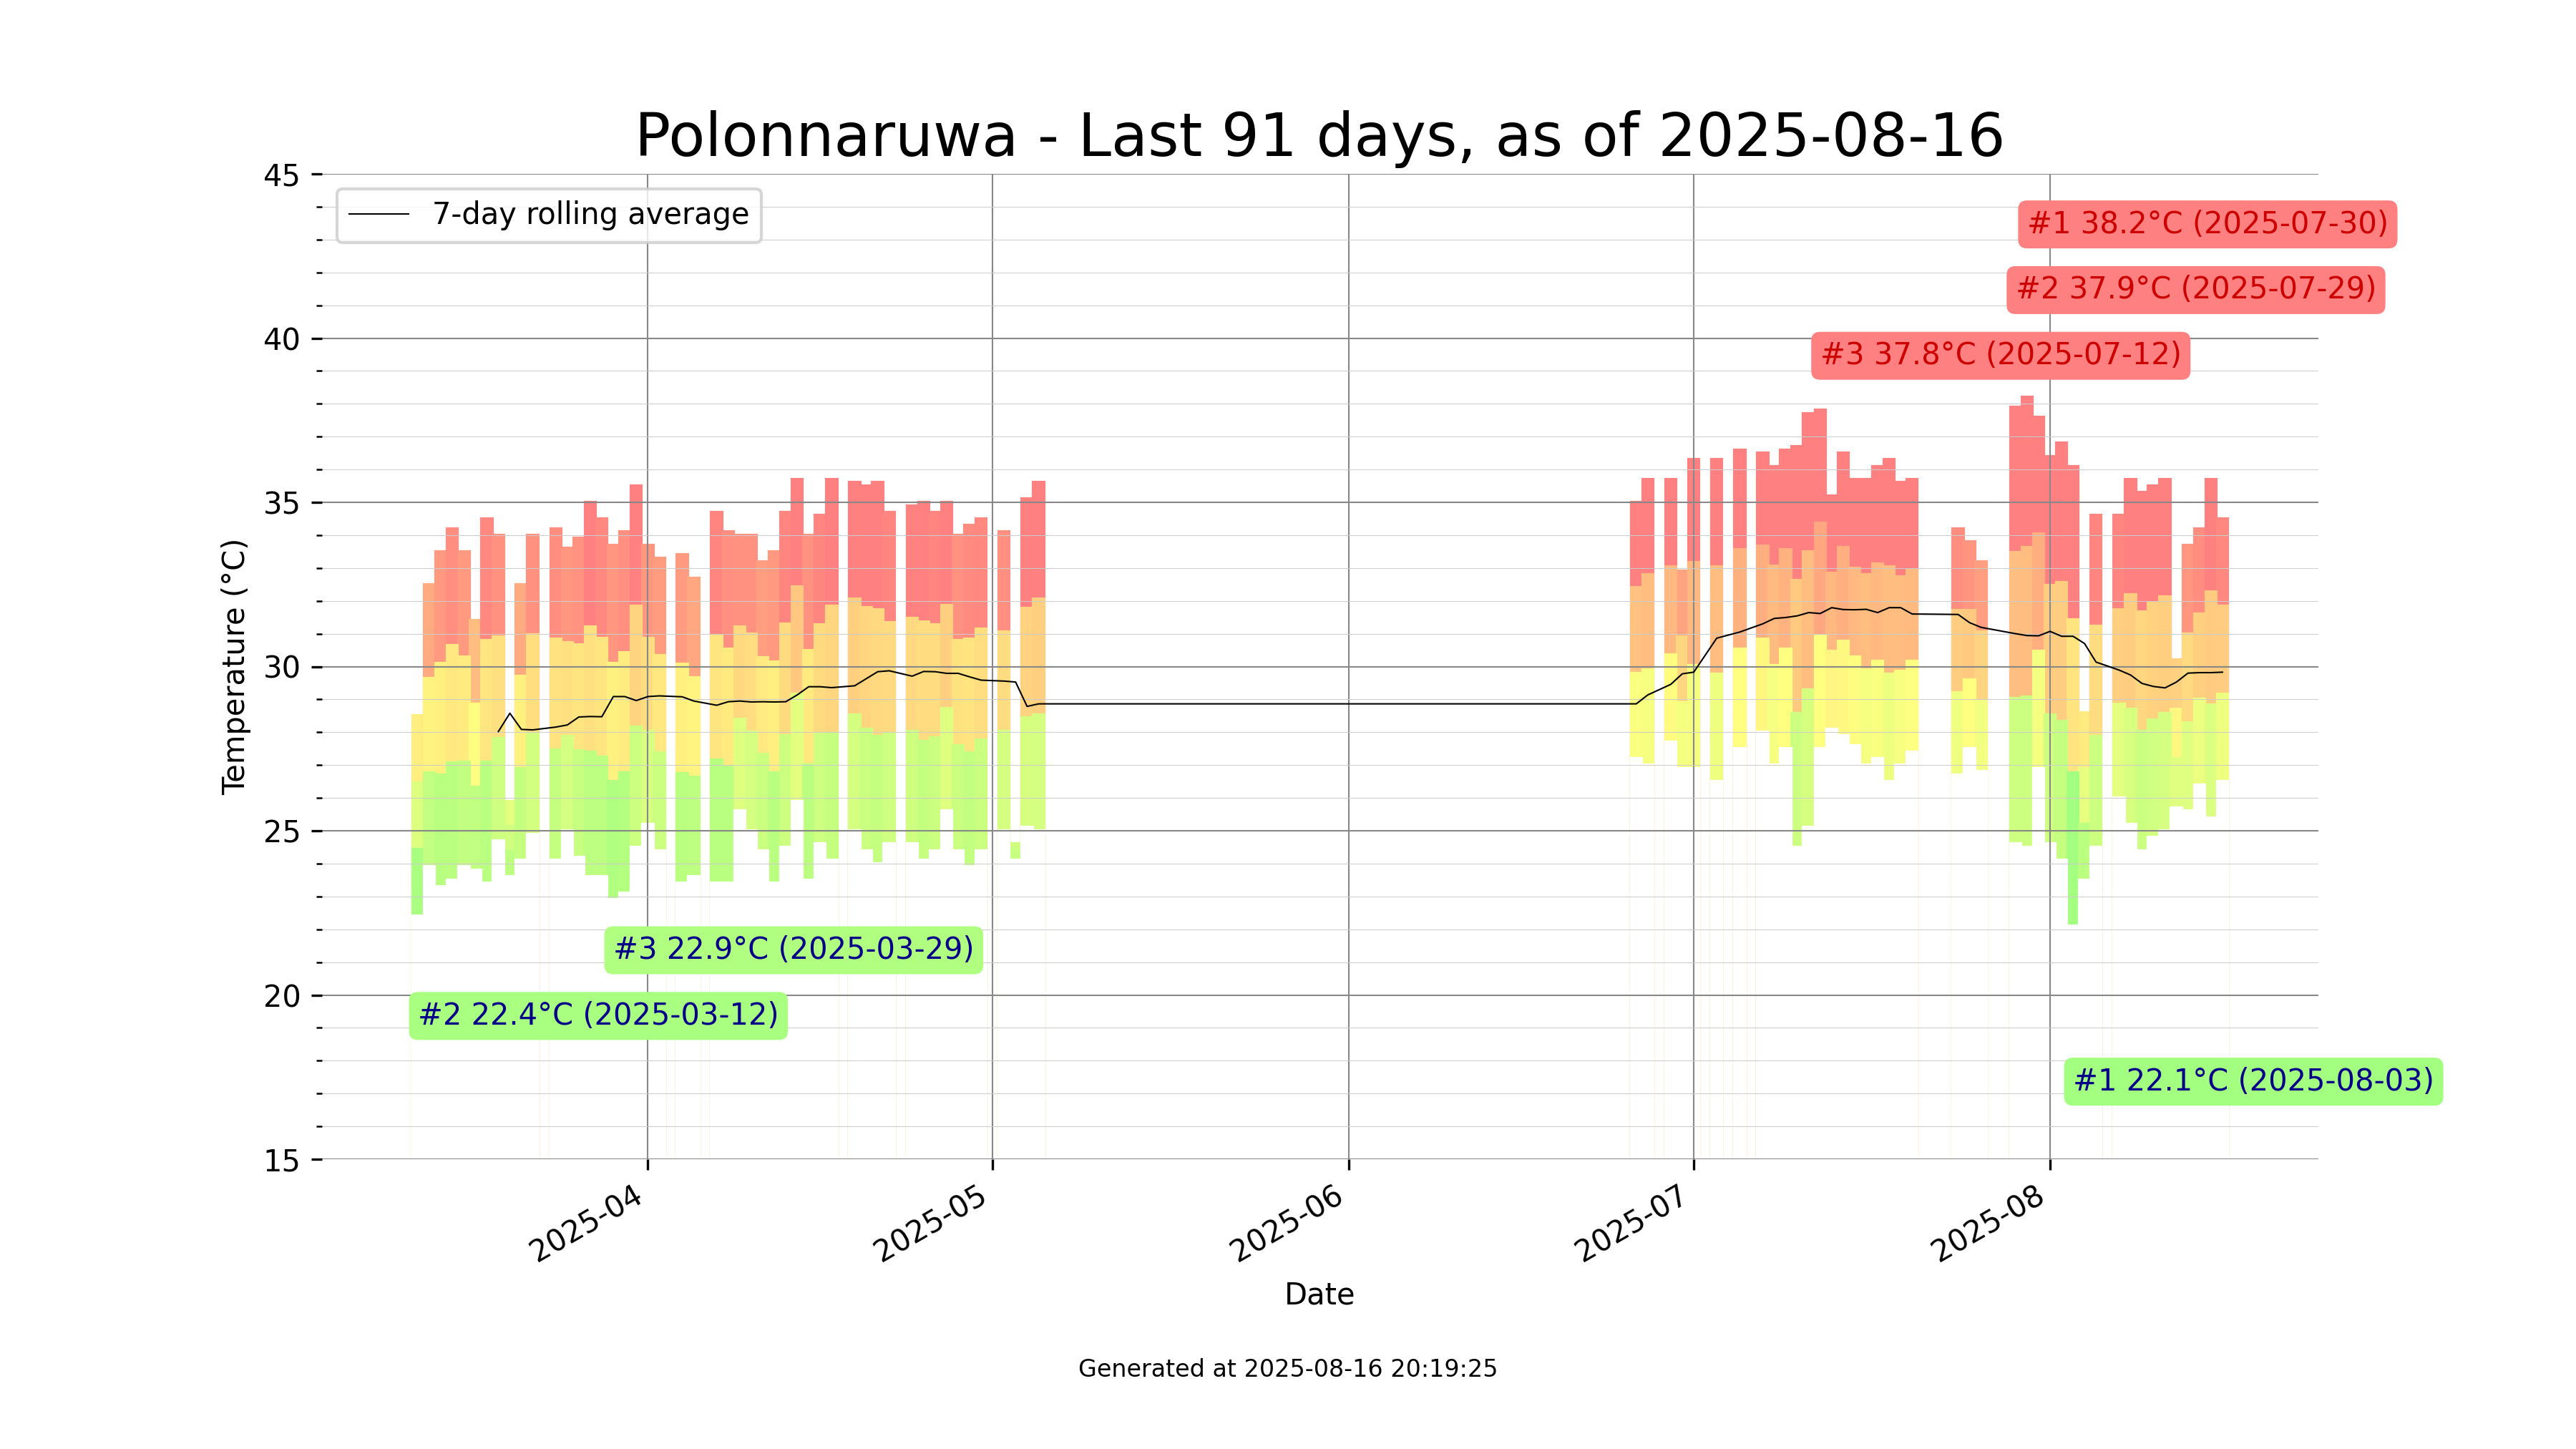 Polonnaruwa - Last 91 days, as of 2025-08-16
45
7-day rolling average
#1 38.2°C (2025-07-30)
#2 37.9°C (2025-07-29)
40
#3 37.8°C (2025-07-12)
35
Temperature (°C)
30
25
#3 22.9°C (2025-03-29)
20
#2 22.4°C (2025-03-12)
#1 22.1°C (2025-08-03)
15
2025-04
2025-05
2025-06
2025-07
2025-08
Date
Generated at 2025-08-16 20:19:25